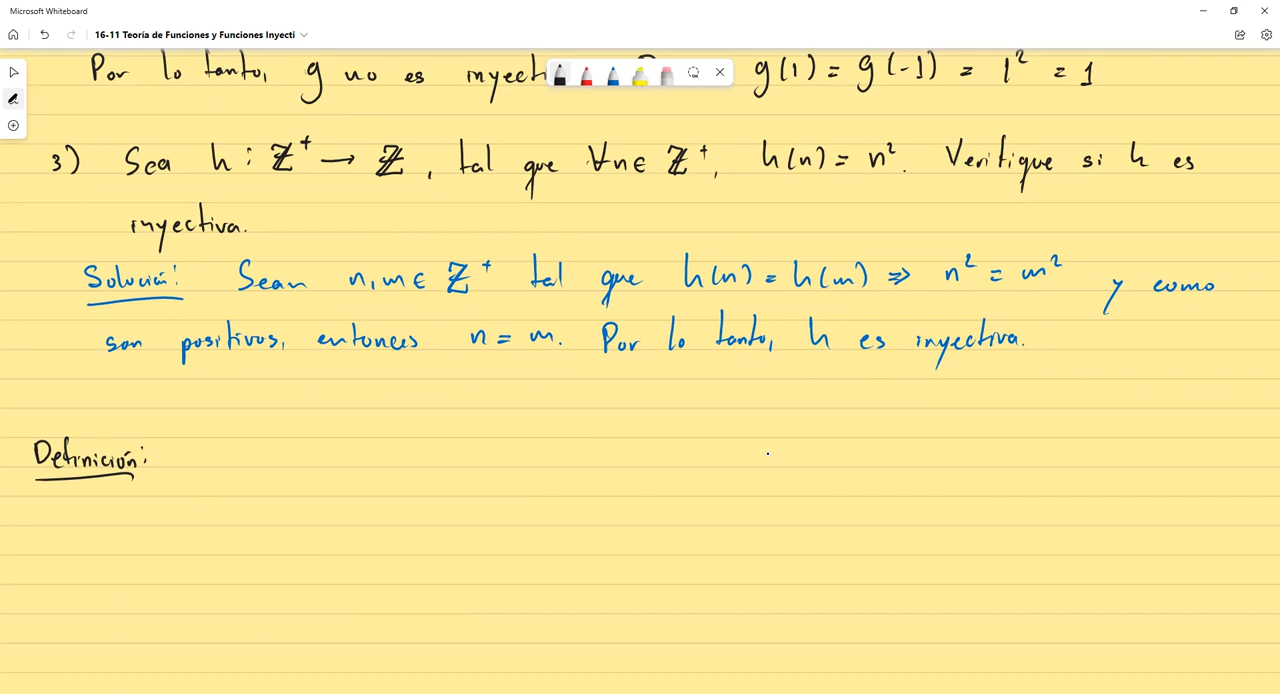 Microsoft Whiteboard
16-11 Teoría de Funciones y Funciones Inyecti
Por lo tanto, g no es inyecti g(1) = g(-1) = 1² = 1
3) Sea h : ℤ⁺ → ℤ, tal que ∀n ∈ ℤ⁺, h(n) = n². Verifique si h es
inyectiva.
Solución: Sean n, m ∈ ℤ⁺ tal que h(n) = h(m) ⇒ n² = m² y como
son positivos, entonces n = m. Por lo tanto, h es inyectiva.
Definición: